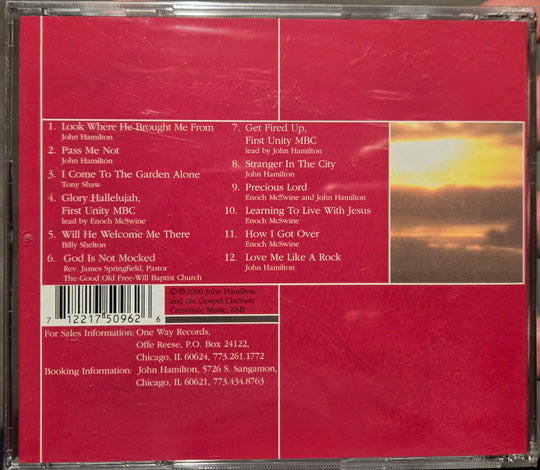 1. Look Where He Brought Me From
John Hamilton
2. Pass Me Not
John Hamilton
3. I Come To The Garden Alone
Tony Shaw
4. Glory Hallelujah,
First Unity MBC
lead by Enoch McSwine
5. Will He Welcome Me There
Billy Shelton
6. God Is Not Mocked
Rev. James Springfield, Pastor
The Good Old Free-Will Baptist Church
7. Get Fired Up,
First Unity MBC
lead by John Hamilton
8. Stranger In The City
John Hamilton
9. Precious Lord
Enoch McSwine and John Hamilton
10. Learning To Live With Jesus
Enoch McSwine
11. How I Got Over
Enoch McSwine
12. Love Me Like A Rock
John Hamilton
7 12217 50962 6
© ℗ 2000 John Hamilton
and the Gospel Clarinets
Crestmate Music, BMI
For Sales Information: One Way Records,
Offe Reese, P.O. Box 24122,
Chicago, IL 60624, 773.261.1772
Booking Information: John Hamilton, 5726 S. Sangamon,
Chicago, IL 60621, 773.434.8763